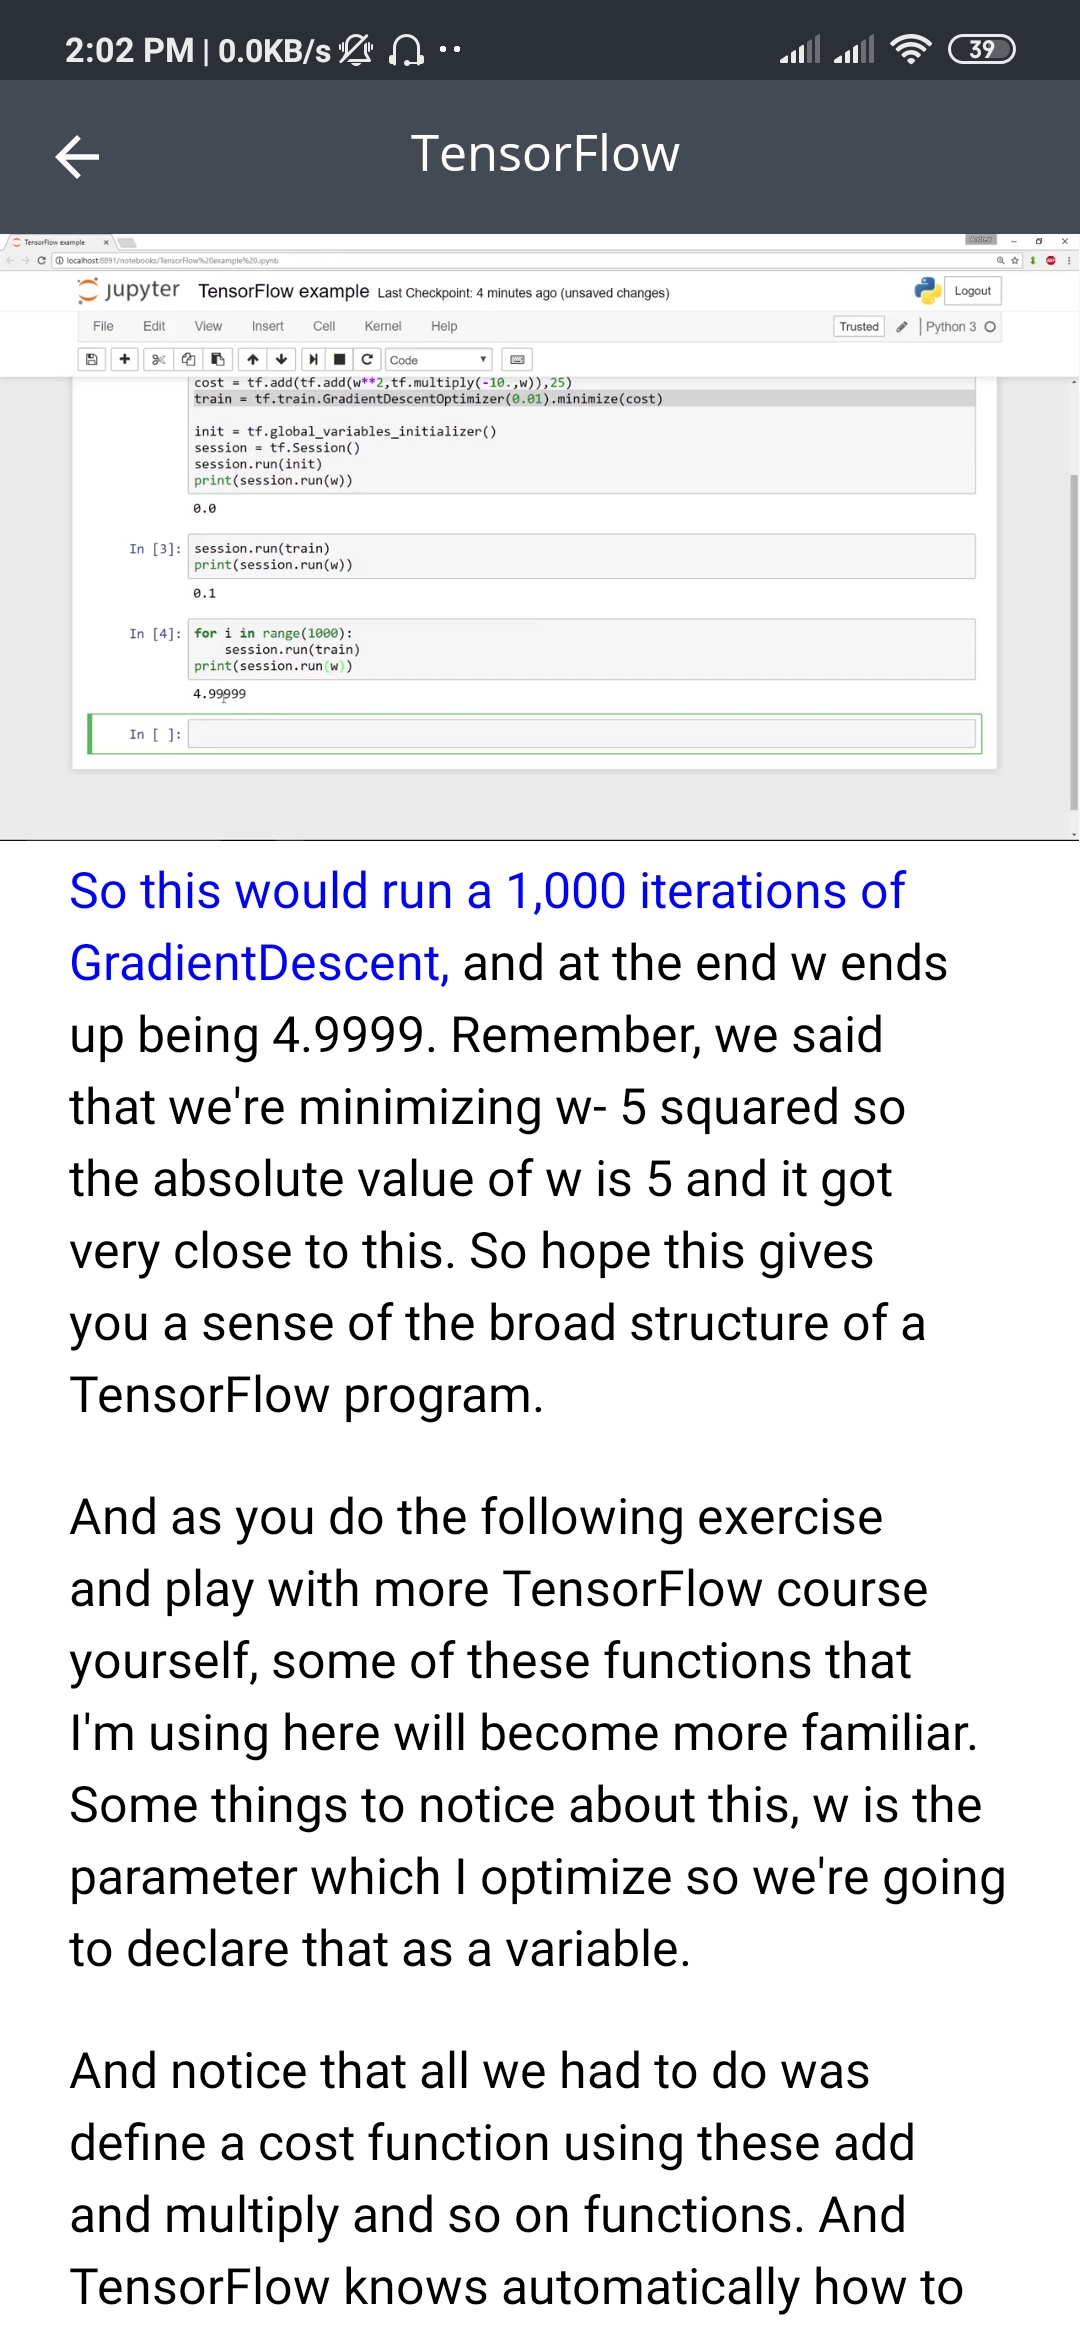 2:02 PM | 0.0KB/s
39
TensorFlow
TensorFlow example
localhost:8891/notebooks/TensorFlow%20example%20.ipynb
jupyter TensorFlow example Last Checkpoint: 4 minutes ago (unsaved changes)
Logout
File Edit View Insert Cell Kernel Help
Trusted Python 3
Code
cost = tf.add(tf.add(w**2,tf.multiply(-10.,w)),25)
train = tf.train.GradientDescentOptimizer(0.01).minimize(cost)
init = tf.global_variables_initializer()
session = tf.Session()
session.run(init)
print(session.run(w))
0.0
In [3]: session.run(train)
print(session.run(w))
0.1
In [4]: for i in range(1000):
session.run(train)
print(session.run(w))
4.99999
In [ ]:
So this would run a 1,000 iterations of
GradientDescent, and at the end w ends
up being 4.9999. Remember, we said
that we're minimizing w- 5 squared so
the absolute value of w is 5 and it got
very close to this. So hope this gives
you a sense of the broad structure of a
TensorFlow program.
And as you do the following exercise
and play with more TensorFlow course
yourself, some of these functions that
I'm using here will become more familiar.
Some things to notice about this, w is the
parameter which I optimize so we're going
to declare that as a variable.
And notice that all we had to do was
define a cost function using these add
and multiply and so on functions. And
TensorFlow knows automatically how to